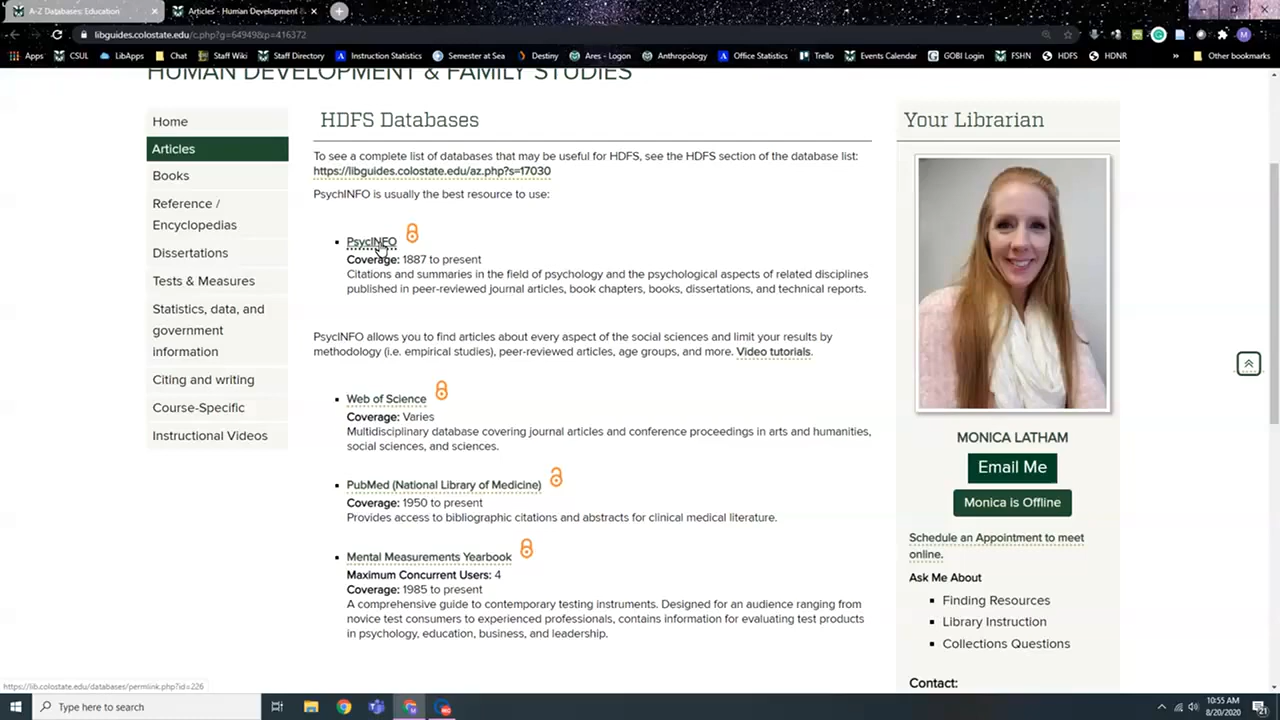 A-Z Databases: Education
Articles - Human Development &
libguides.colostate.edu/c.php?g=64949&p=416372
Apps
CSUL
LibApps
Chat
Staff Wiki
Staff Directory
Instruction Statistics
Semester at Sea
Destiny
Ares - Logon
Anthropology
Office Statistics
Trello
Events Calendar
GOBI Login
FSHN
HDFS
HDNR
»
Other bookmarks
HUMAN DEVELOPMENT & FAMILY STUDIES
Home
Articles
Books
Reference /
Encyclopedias
Dissertations
Tests & Measures
Statistics, data, and
government
information
Citing and writing
Course-Specific
Instructional Videos
HDFS Databases
To see a complete list of databases that may be useful for HDFS, see the HDFS section of the database list:
https://libguides.colostate.edu/az.php?s=17030
PsychINFO is usually the best resource to use:
PsycINFO
Coverage: 1887 to present
Citations and summaries in the field of psychology and the psychological aspects of related disciplines
published in peer-reviewed journal articles, book chapters, books, dissertations, and technical reports.
PsycINFO allows you to find articles about every aspect of the social sciences and limit your results by
methodology (i.e. empirical studies), peer-reviewed articles, age groups, and more. Video tutorials.
Web of Science
Coverage: Varies
Multidisciplinary database covering journal articles and conference proceedings in arts and humanities,
social sciences, and sciences.
PubMed (National Library of Medicine)
Coverage: 1950 to present
Provides access to bibliographic citations and abstracts for clinical medical literature.
Mental Measurements Yearbook
Maximum Concurrent Users: 4
Coverage: 1985 to present
A comprehensive guide to contemporary testing instruments. Designed for an audience ranging from
novice test consumers to experienced professionals, contains information for evaluating test products
in psychology, education, business, and leadership.
Your Librarian
MONICA LATHAM
Email Me
Monica is Offline
Schedule an Appointment to meet
online.
Ask Me About
Finding Resources
Library Instruction
Collections Questions
Contact:
https://lib.colostate.edu/databases/permlink.php?id=226
Type here to search
10:55 AM
8/20/2020
21